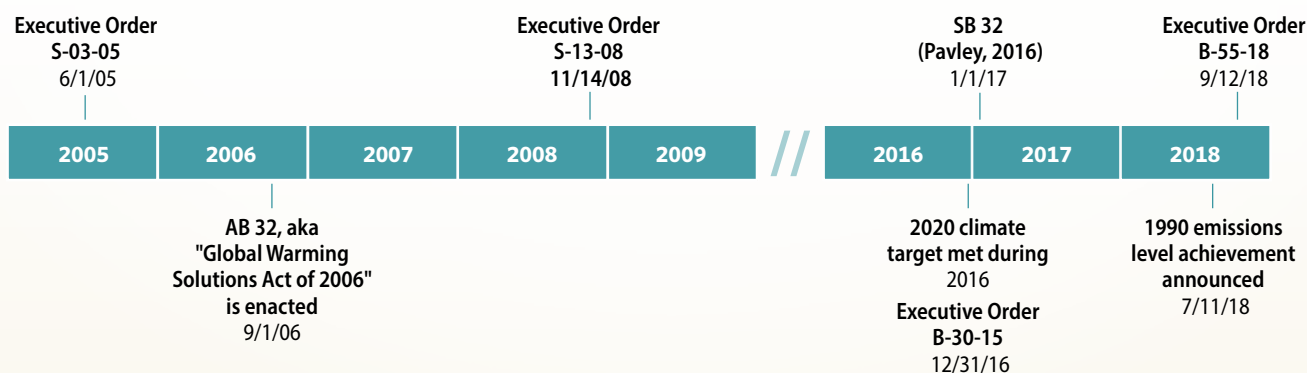 Executive Order
S-03-05
6/1/05
Executive Order
S-13-08
11/14/08
SB 32
(Pavley, 2016)
1/1/17
Executive Order
B-55-18
9/12/18
2005
2006
2007
2008
2009
//
2016
2017
2018
AB 32, aka
"Global Warming
Solutions Act of 2006"
is enacted
9/1/06
2020 climate
target met during
2016
Executive Order
B-30-15
12/31/16
1990 emissions
level achievement
announced
7/11/18